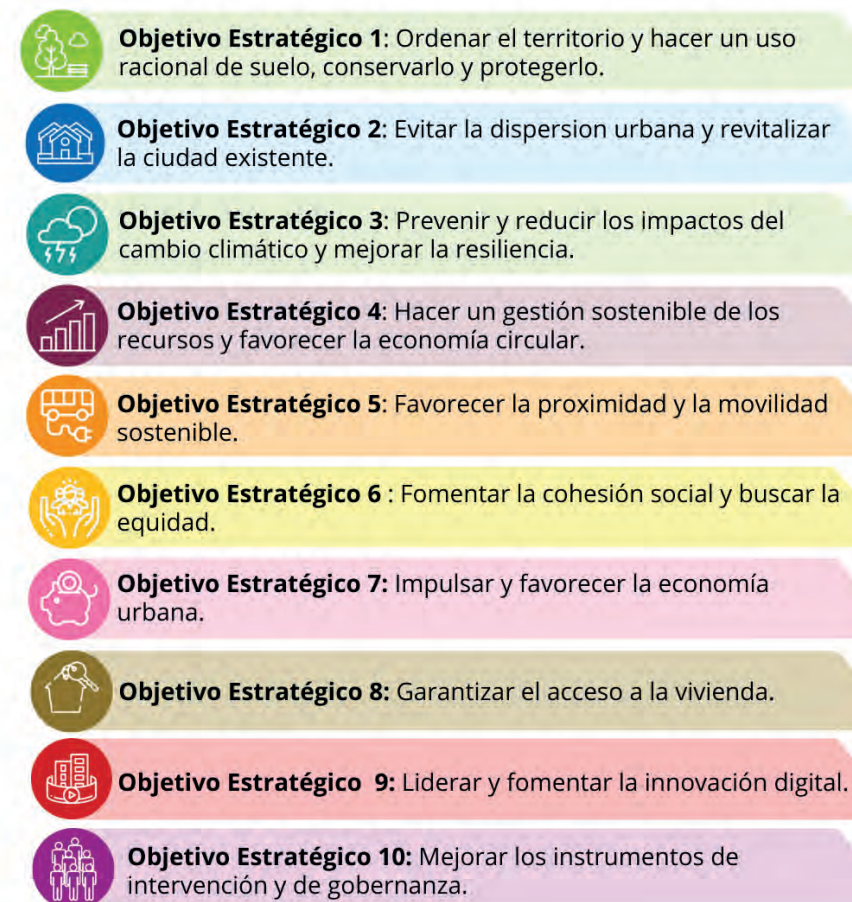 Objetivo Estratégico 1: Ordenar el territorio y hacer un uso
racional de suelo, conservarlo y protegerlo.
Objetivo Estratégico 2: Evitar la dispersion urbana y revitalizar
la ciudad existente.
Objetivo Estratégico 3: Prevenir y reducir los impactos del
cambio climático y mejorar la resiliencia.
Objetivo Estratégico 4: Hacer un gestión sostenible de los
recursos y favorecer la economía circular.
Objetivo Estratégico 5: Favorecer la proximidad y la movilidad
sostenible.
Objetivo Estratégico 6 : Fomentar la cohesión social y buscar la
equidad.
Objetivo Estratégico 7: Impulsar y favorecer la economía
urbana.
Objetivo Estratégico 8: Garantizar el acceso a la vivienda.
Objetivo Estratégico 9: Liderar y fomentar la innovación digital.
Objetivo Estratégico 10: Mejorar los instrumentos de
intervención y de gobernanza.